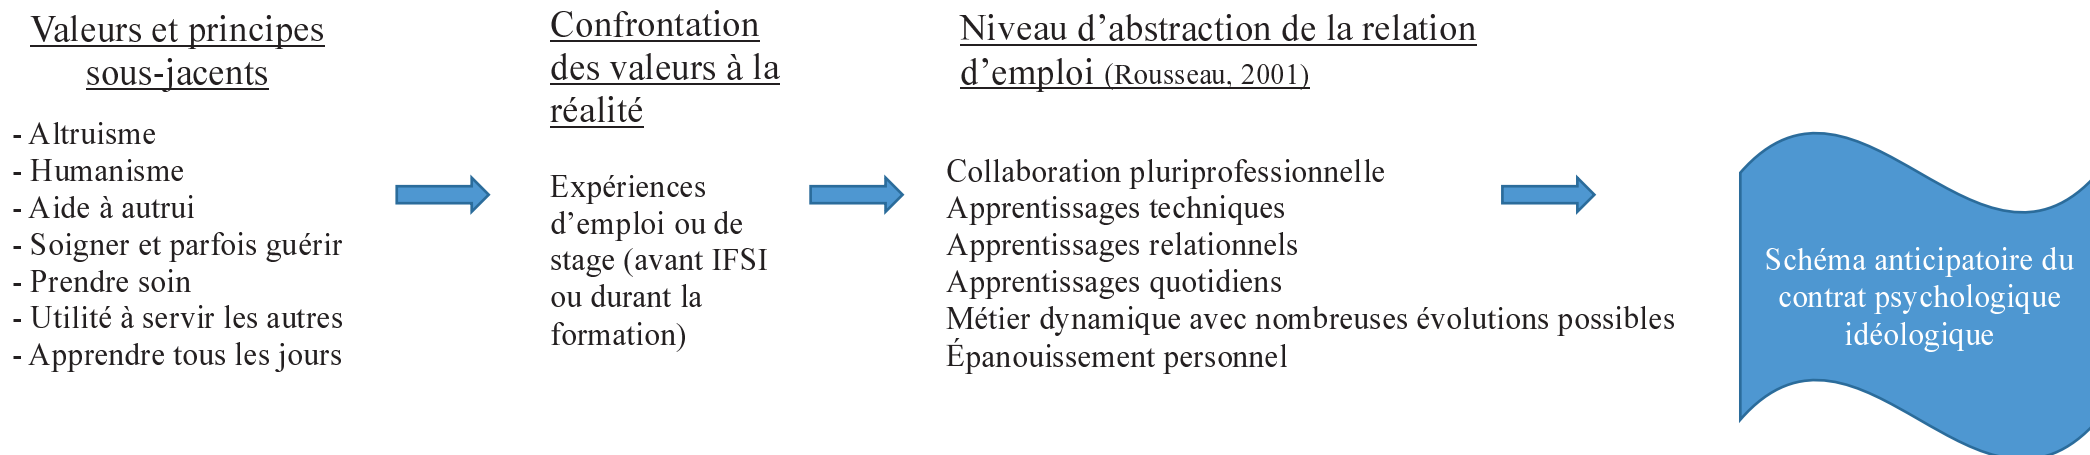 Valeurs et principes
sous-jacents
- Altruisme
- Humanisme
- Aide à autrui
- Soigner et parfois guérir
- Prendre soin
- Utilité à servir les autres
- Apprendre tous les jours
Confrontation
des valeurs à la
réalité
Expériences
d’emploi ou de
stage (avant IFSI
ou durant la
formation)
Niveau d’abstraction de la relation
d’emploi (Rousseau, 2001)
Collaboration pluriprofessionnelle
Apprentissages techniques
Apprentissages relationnels
Apprentissages quotidiens
Métier dynamique avec nombreuses évolutions possibles
Épanouissement personnel
Schéma anticipatoire du
contrat psychologique
idéologique